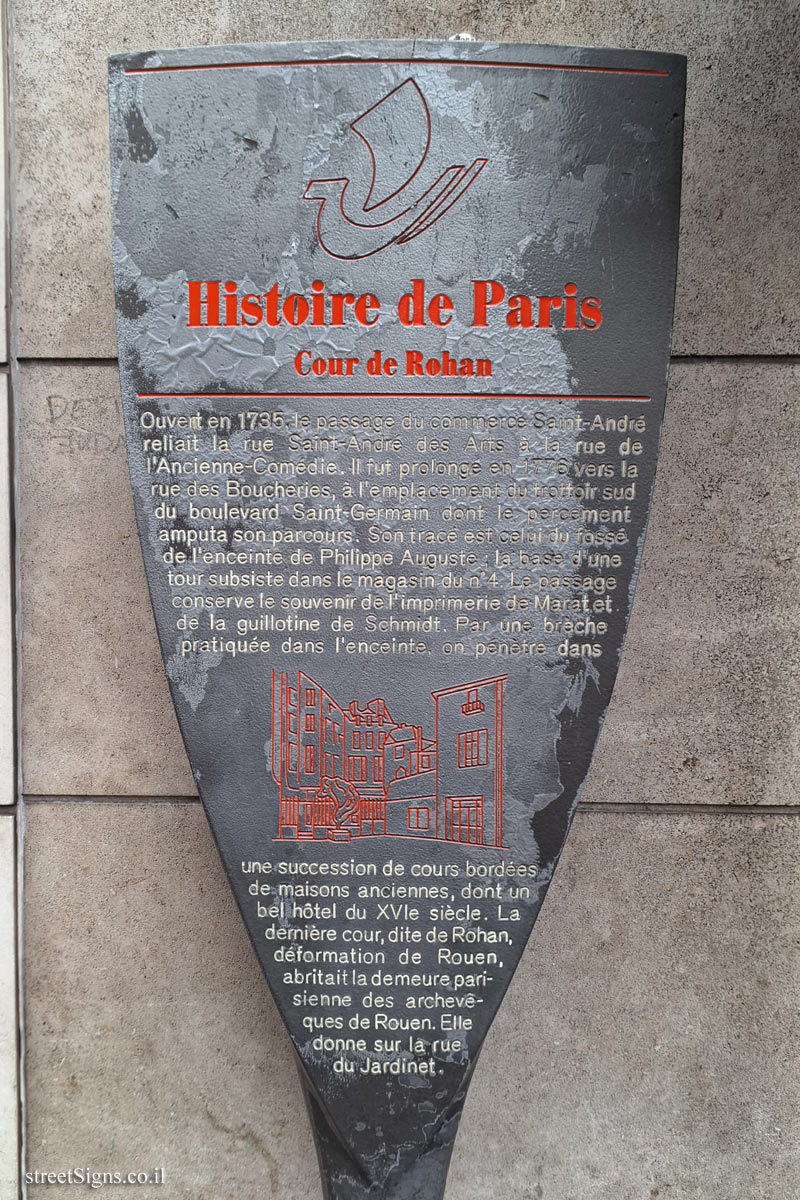 Histoire de Paris
Cour de Rohan
Ouvert en 1735, le passage du commerce Saint-André
reliait la rue Saint-André des Arts à la rue de
l'Ancienne-Comédie. Il fut prolongé en 1776 vers la
rue des Boucheries, à l'emplacement du trottoir sud
du boulevard Saint-Germain dont le percement
amputa son parcours. Son tracé est celui du fossé
de l'enceinte de Philippe Auguste ; la base d'une
tour subsiste dans le magasin du n°4. Le passage
conserve le souvenir de l'imprimerie de Marat et
de la guillotine de Schmidt. Par une brèche
pratiquée dans l'enceinte, on pénètre dans
une succession de cours bordées
de maisons anciennes, dont un
bel hôtel du XVIe siècle. La
dernière cour, dite de Rohan,
déformation de Rouen,
abritait la demeure pari-
sienne des archevê-
ques de Rouen. Elle
donne sur la rue
du Jardinet.
streetSigns.co.il